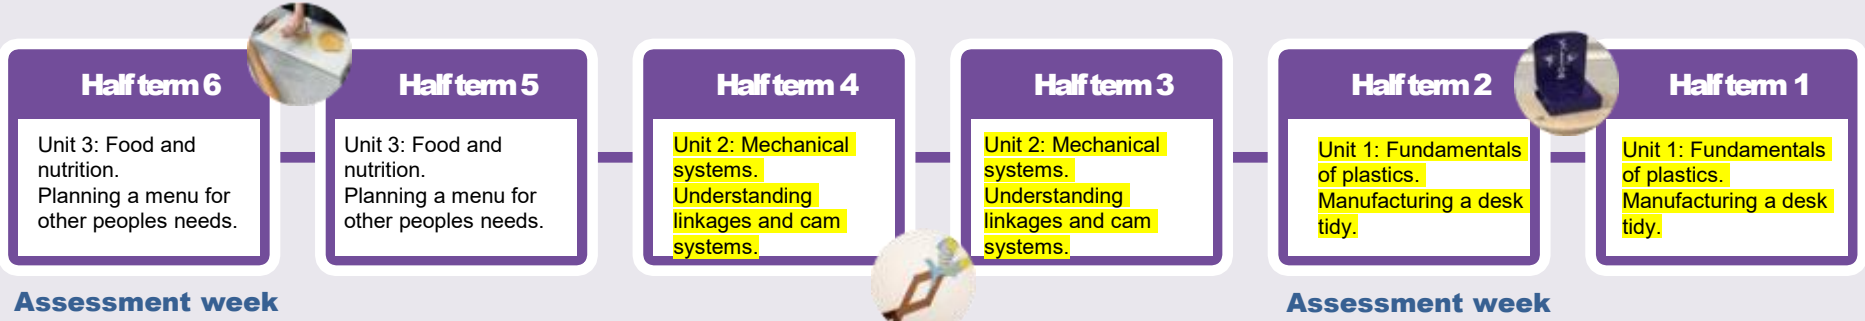 Half term 6
Unit 3: Food and
nutrition.
Planning a menu for
other peoples needs.
Half term 5
Unit 3: Food and
nutrition.
Planning a menu for
other peoples needs.
Half term 4
Unit 2: Mechanical
systems.
Understanding
linkages and cam
systems.
Half term 3
Unit 2: Mechanical
systems.
Understanding
linkages and cam
systems.
Half term 2
Unit 1: Fundamentals
of plastics.
Manufacturing a desk
tidy.
Half term 1
Unit 1: Fundamentals
of plastics.
Manufacturing a desk
tidy.
Assessment week
Assessment week